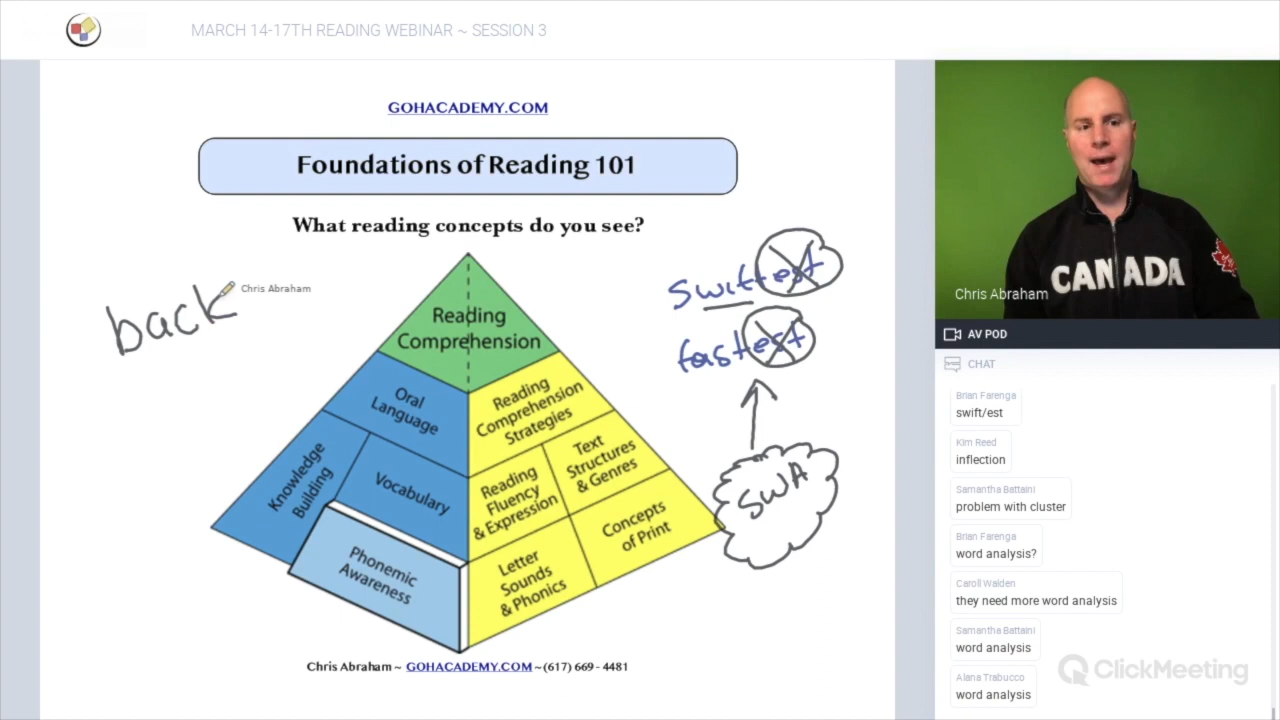 MARCH 14-17TH READING WEBINAR ~ SESSION 3
GOHACADEMY.COM
Foundations of Reading 101
What reading concepts do you see?
back
Chris Abraham
Swiftest
fastest
SWA
Reading
Comprehension
Oral
Language
Reading
Comprehension
Strategies
Knowledge
Building
Vocabulary
Reading
Fluency
& Expression
Text
Structures
& Genres
Phonemic
Awareness
Letter
Sounds
& Phonics
Concepts
of Print
Chris Abraham ~ GOHACADEMY.COM ~ (617) 669 - 4481
CANADA
Chris Abraham
AV POD
CHAT
Brian Farenga
swift/est
Kim Reed
inflection
Samantha Battaini
problem with cluster
Brian Farenga
word analysis?
Caroll Walden
they need more word analysis
Samantha Battaini
word analysis
Alana Trabucco
word analysis
ClickMeeting